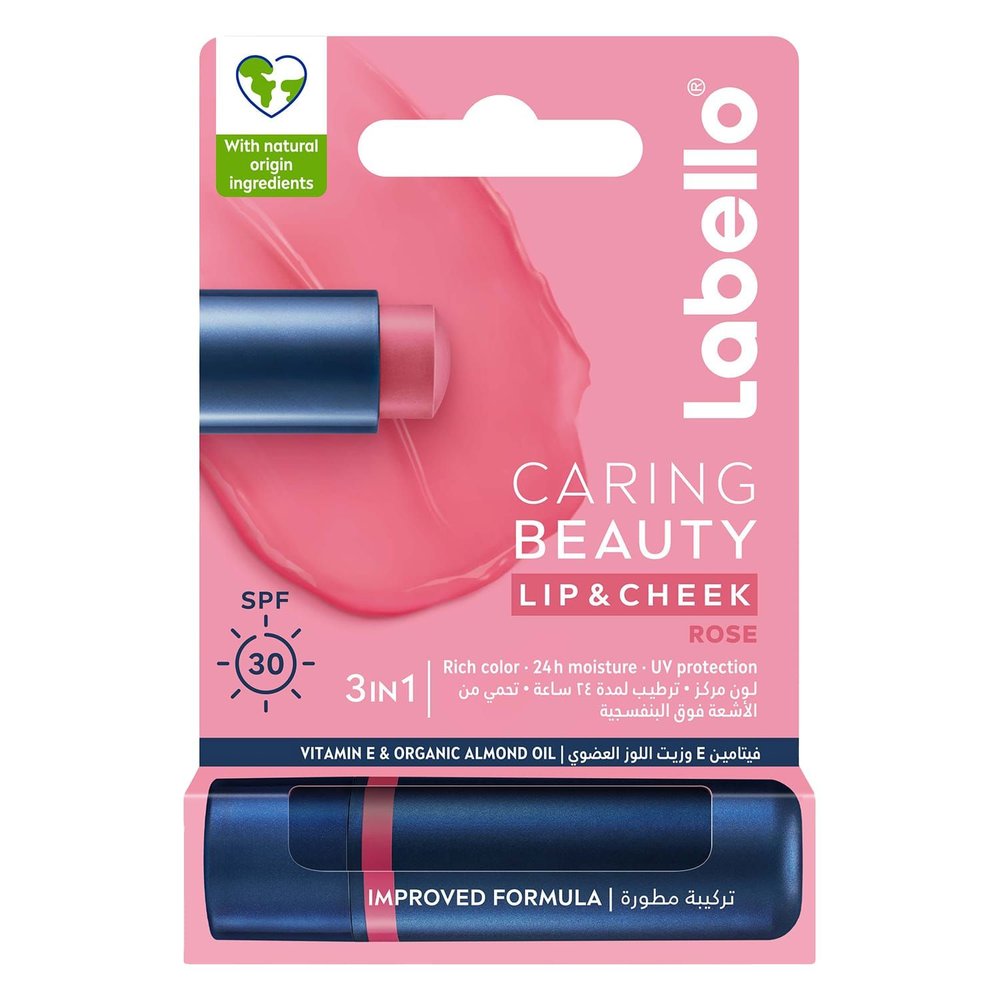 With natural
origin
ingredients
Labello®
CARING
BEAUTY
LIP & CHEEK
ROSE
SPF
30
3IN1
Rich color · 24h moisture · UV protection
لون مركز • ترطيب لمدة ٢٤ ساعة • تحمي من
الأشعة فوق البنفسجية
VITAMIN E & ORGANIC ALMOND OIL | فيتامين E وزيت اللوز العضوي
IMPROVED FORMULA | تركيبة مطورة